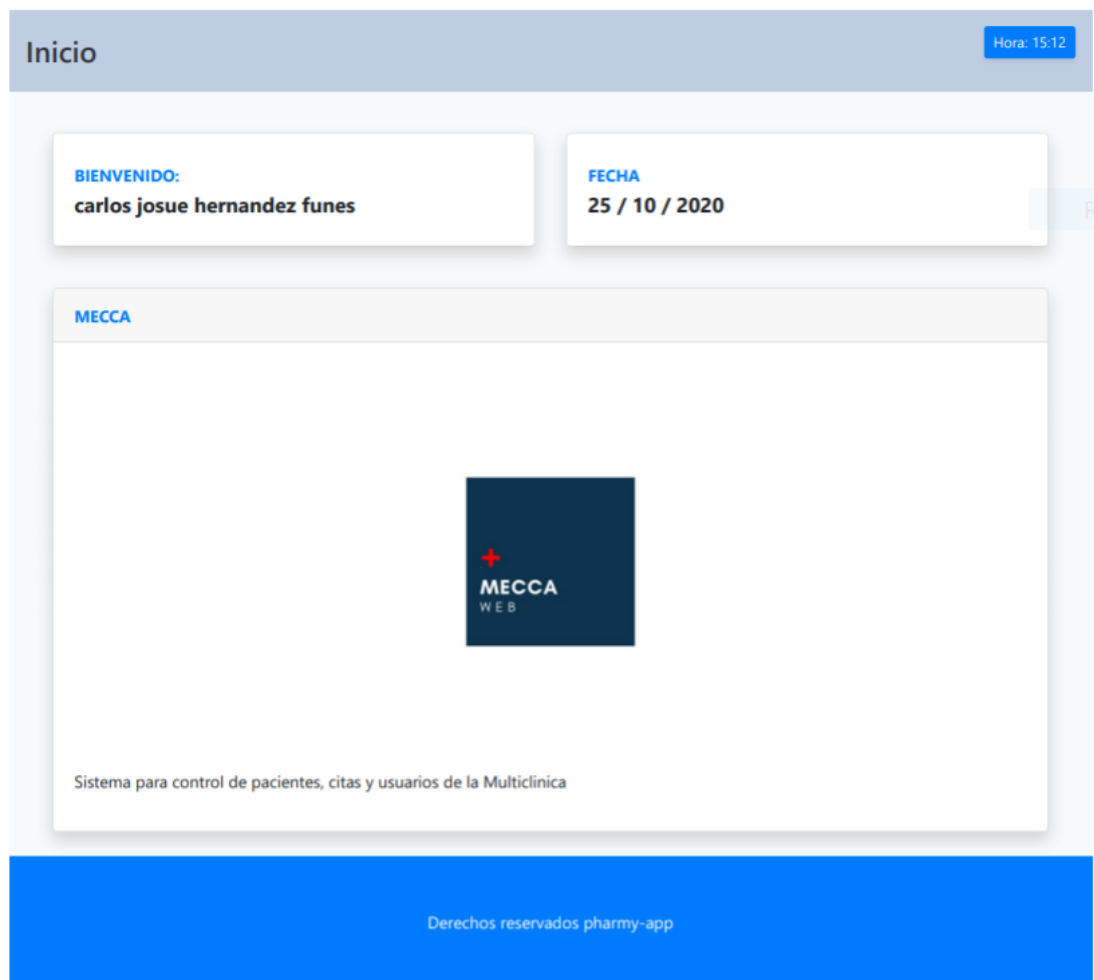 Inicio
Hora: 15:12
BIENVENIDO:
carlos josue hernandez funes
FECHA
25 / 10 / 2020
MECCA
MECCA
WEB
Sistema para control de pacientes, citas y usuarios de la Multiclinica
Derechos reservados pharmy-app